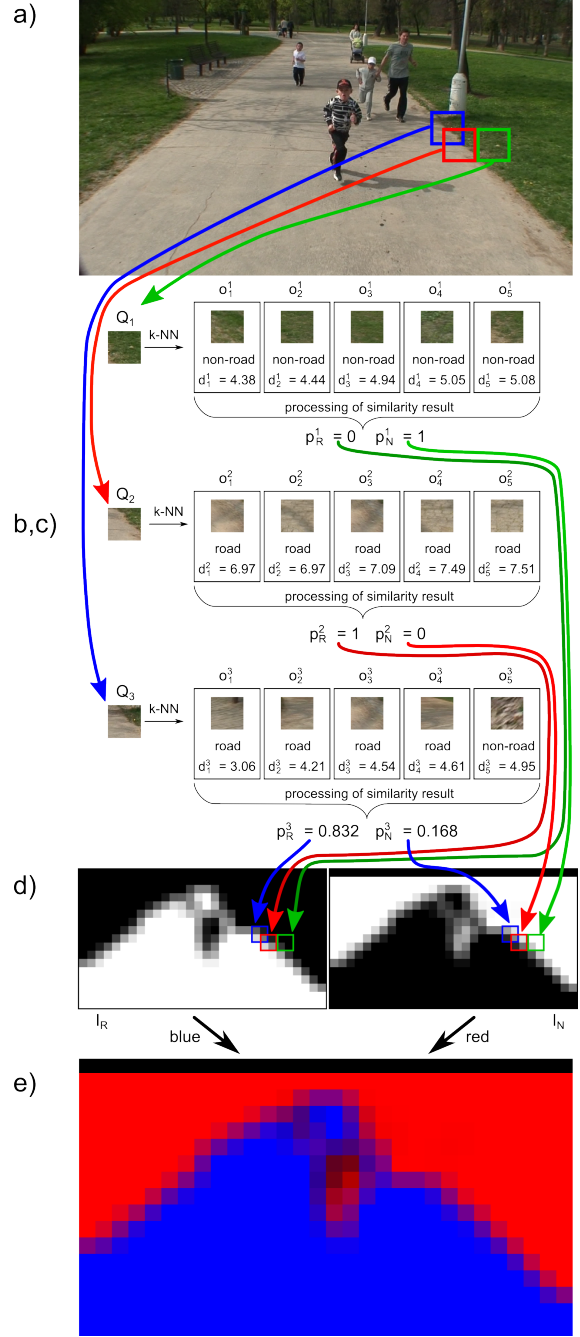 a)
o₁¹ o₂¹ o₃¹ o₄¹ o₅¹
Q₁
k-NN
non-road non-road non-road non-road non-road
d₁¹ = 4.38 d₂¹ = 4.44 d₃¹ = 4.94 d₄¹ = 5.05 d₅¹ = 5.08
processing of similarity result
p_R¹ = 0 p_N¹ = 1
b,c)
o₁² o₂² o₃² o₄² o₅²
Q₂
k-NN
road road road road road
d₁² = 6.97 d₂² = 6.97 d₃² = 7.09 d₄² = 7.49 d₅² = 7.51
processing of similarity result
p_R² = 1 p_N² = 0
o₁³ o₂³ o₃³ o₄³ o₅³
Q₃
k-NN
road road road road non-road
d₁³ = 3.06 d₂³ = 4.21 d₃³ = 4.54 d₄³ = 4.61 d₅³ = 4.95
processing of similarity result
p_R³ = 0.832 p_N³ = 0.168
d)
I_R I_N
blue red
e)